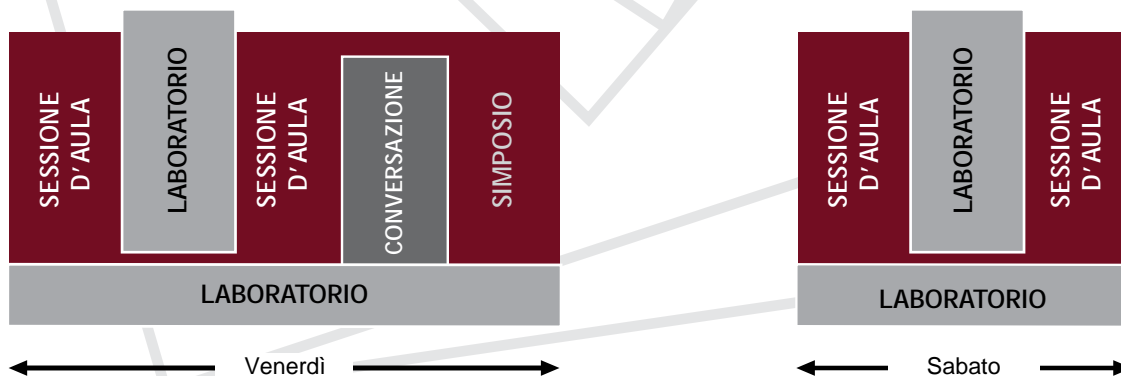 SESSIONE
D'AULA
LABORATORIO
SESSIONE
D'AULA
CONVERSAZIONE
SIMPOSIO
LABORATORIO
Venerdì
SESSIONE
D'AULA
LABORATORIO
SESSIONE
D'AULA
LABORATORIO
Sabato